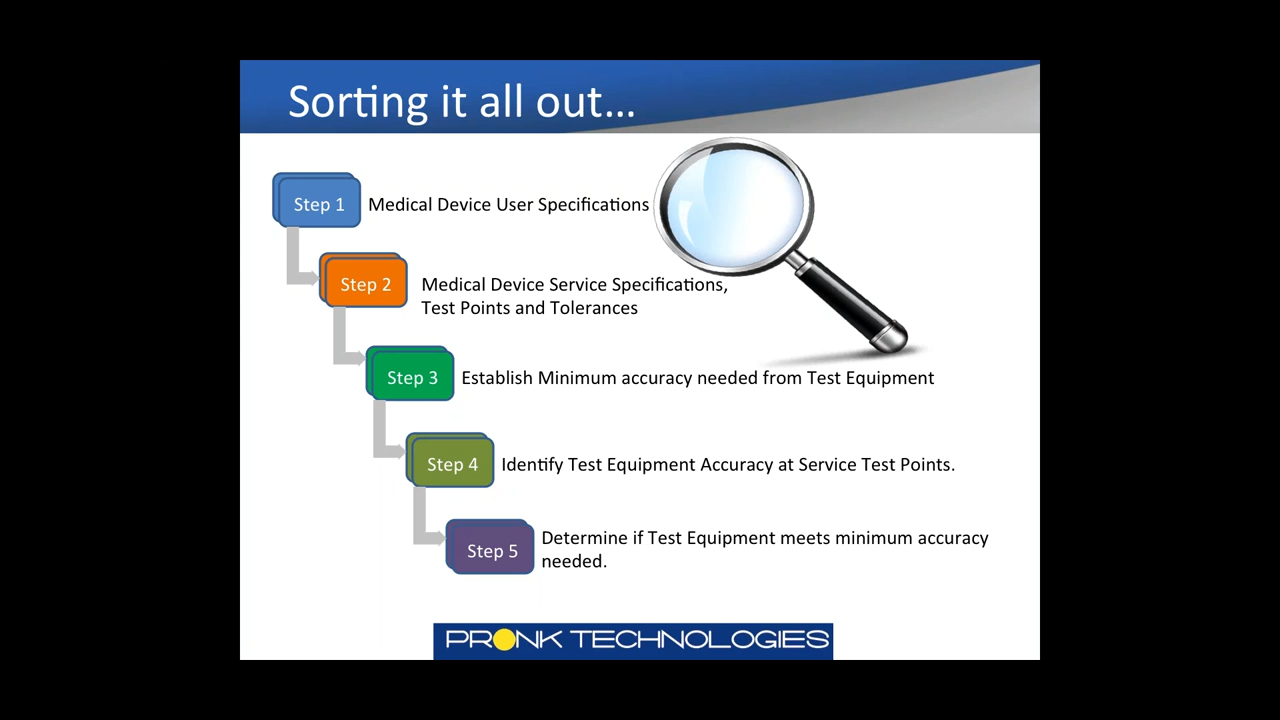 Sorting it all out…
Step 1
Medical Device User Specifications
Step 2
Medical Device Service Specifications,
Test Points and Tolerances
Step 3
Establish Minimum accuracy needed from Test Equipment
Step 4
Identify Test Equipment Accuracy at Service Test Points.
Step 5
Determine if Test Equipment meets minimum accuracy
needed.
PRONK TECHNOLOGIES